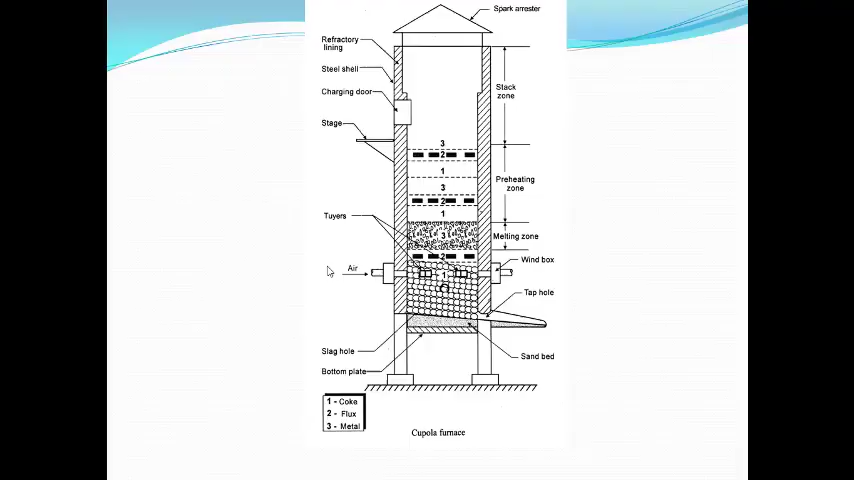 Spark arrester
Refractory
lining
Steel shell
Charging door
Stack
zone
Stage
3
2
1
Preheating
zone
3
2
1
Tuyers
3
Melting zone
2
Wind box
Air
1
Tap hole
Slag hole
Sand bed
Bottom plate
1 - Coke
2 - Flux
3 - Metal
Cupola furnace